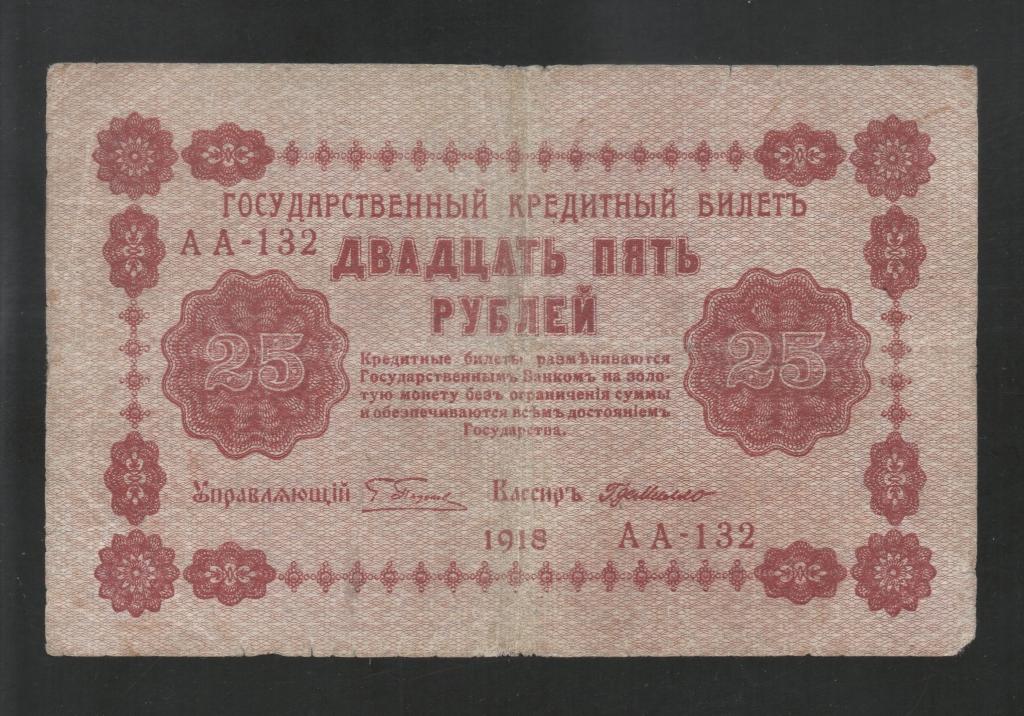 ГОСУДАРСТВЕННЫЙ КРЕДИТНЫЙ БИЛЕТЪ
АА-132
ДВАДЦАТЬ ПЯТЬ
РУБЛЕЙ
25
25
Кредитные билеты размѣниваются
Государственнымъ Банкомъ на золо-
тую монету безъ ограниченія суммы
и обезпечиваются всѣмъ достояніемъ
Государства.
Управляющій
Кассиръ
1918
АА-132